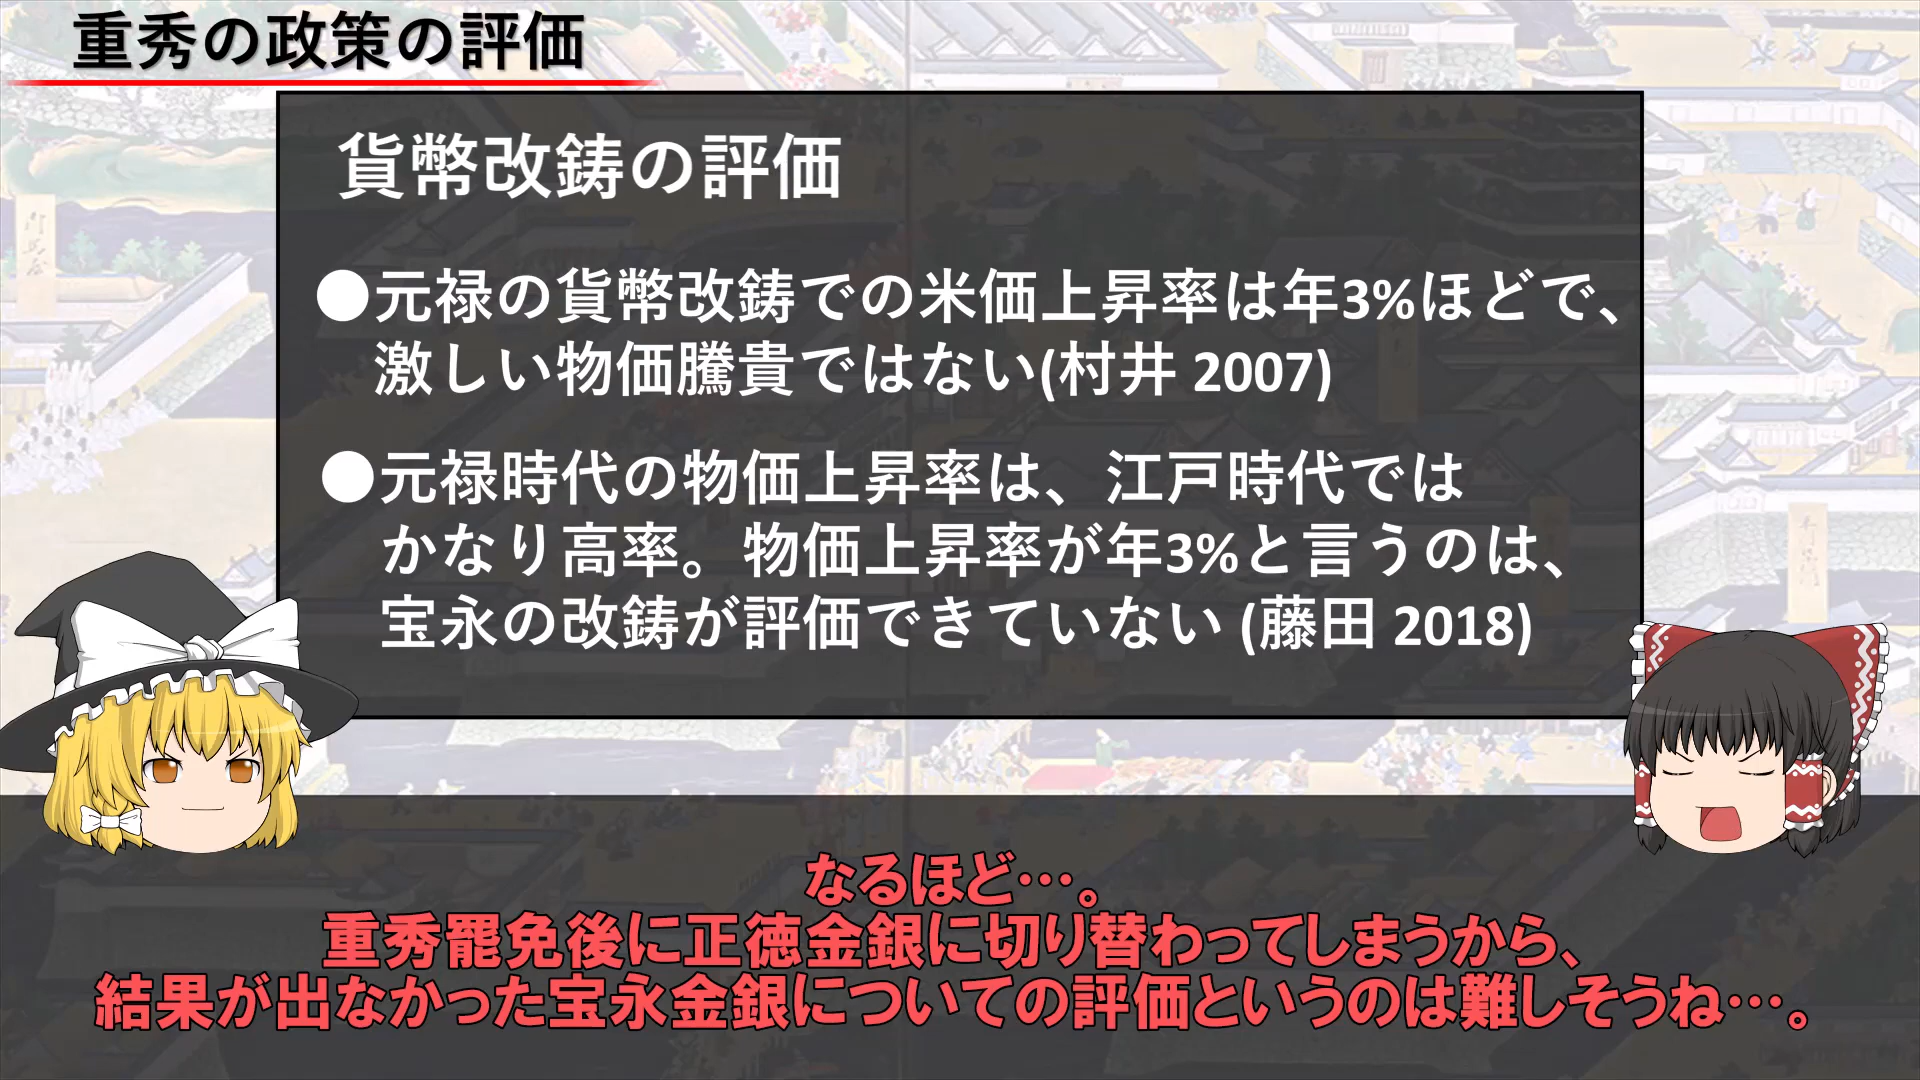 重秀の政策の評価
貨幣改鋳の評価
●元禄の貨幣改鋳での米価上昇率は年3%ほどで、
激しい物価騰貴ではない(村井 2007)
●元禄時代の物価上昇率は、江戸時代では
かなり高率。物価上昇率が年3%と言うのは、
宝永の改鋳が評価できていない (藤田 2018)
なるほど…。
重秀罷免後に正徳金銀に切り替わってしまうから、
結果が出なかった宝永金銀についての評価というのは難しそうね…。